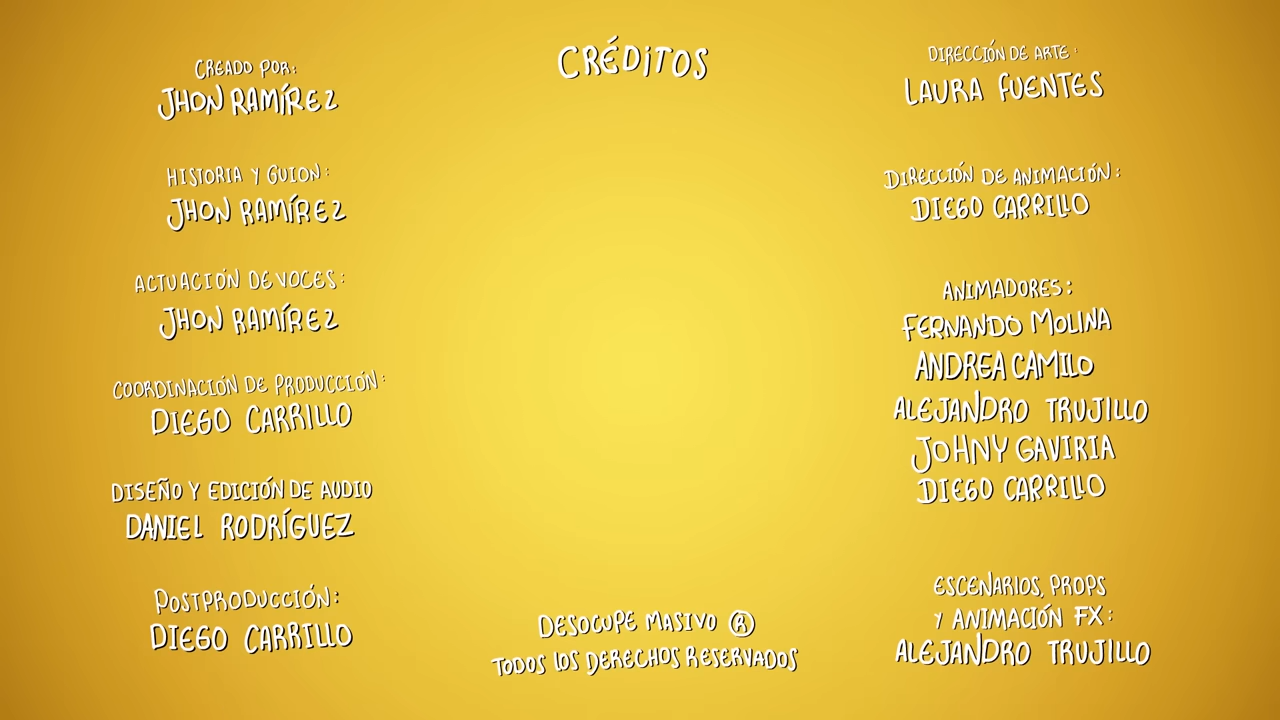 CRÉDITOS
CREADO POR:
JHON RAMÍREZ
HISTORIA Y GUION:
JHON RAMÍREZ
ACTUACIÓN DE VOCES:
JHON RAMÍREZ
COORDINACIÓN DE PRODUCCIÓN:
DIEGO CARRILLO
DISEÑO Y EDICIÓN DE AUDIO
DANIEL RODRÍGUEZ
POSTPRODUCCIÓN:
DIEGO CARRILLO
DESOCUPE MASIVO ®
TODOS LOS DERECHOS RESERVADOS
DIRECCIÓN DE ARTE:
LAURA FUENTES
DIRECCIÓN DE ANIMACIÓN:
DIEGO CARRILLO
ANIMADORES:
FERNANDO MOLINA
ANDREA CAMILO
ALEJANDRO TRUJILLO
JOHNY GAVIRIA
DIEGO CARRILLO
ESCENARIOS, PROPS
Y ANIMACIÓN FX:
ALEJANDRO TRUJILLO